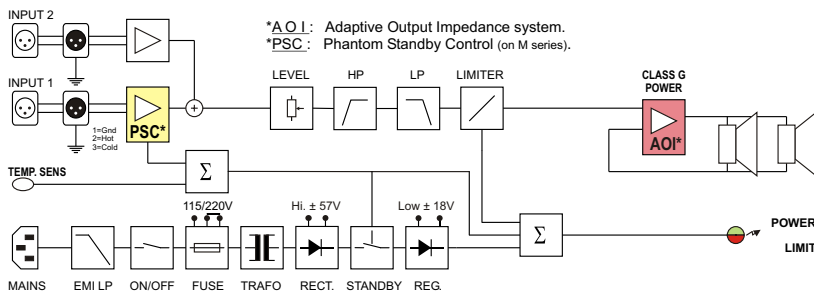 INPUT 2
*A O I : Adaptive Output Impedance system.
*PSC : Phantom Standby Control (on M series).
INPUT 1
LEVEL
HP
LP
LIMITER
CLASS G
POWER
1=Gnd
2=Hot
3=Cold
PSC*
+
AOI*
TEMP. SENS
Σ
115/220V
Hi. ± 57V
Low ± 18V
Σ
POWER
LIMIT
MAINS
EMI LP
ON/OFF
FUSE
TRAFO
RECT.
STANDBY
REG.